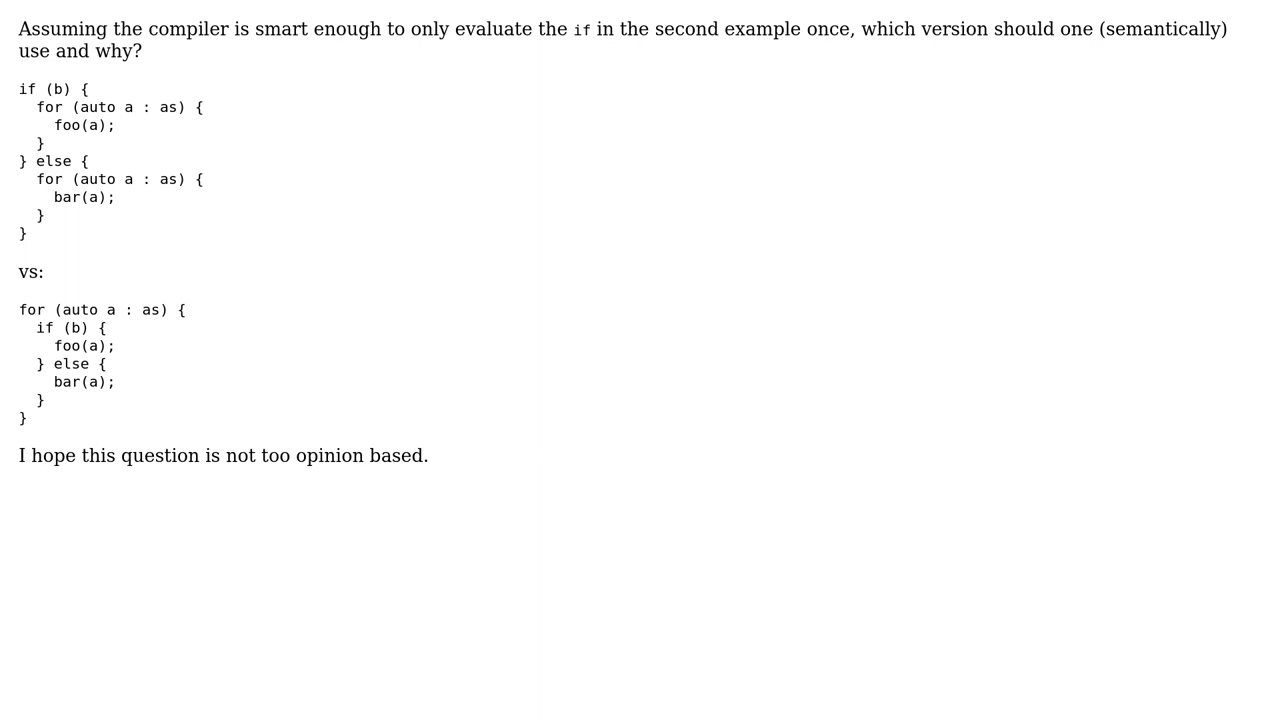 Assuming the compiler is smart enough to only evaluate the if in the second example once, which version should one (semantically)
use and why?
if (b) {
  for (auto a : as) {
    foo(a);
  }
} else {
  for (auto a : as) {
    bar(a);
  }
}
vs:
for (auto a : as) {
  if (b) {
    foo(a);
  } else {
    bar(a);
  }
}
I hope this question is not too opinion based.